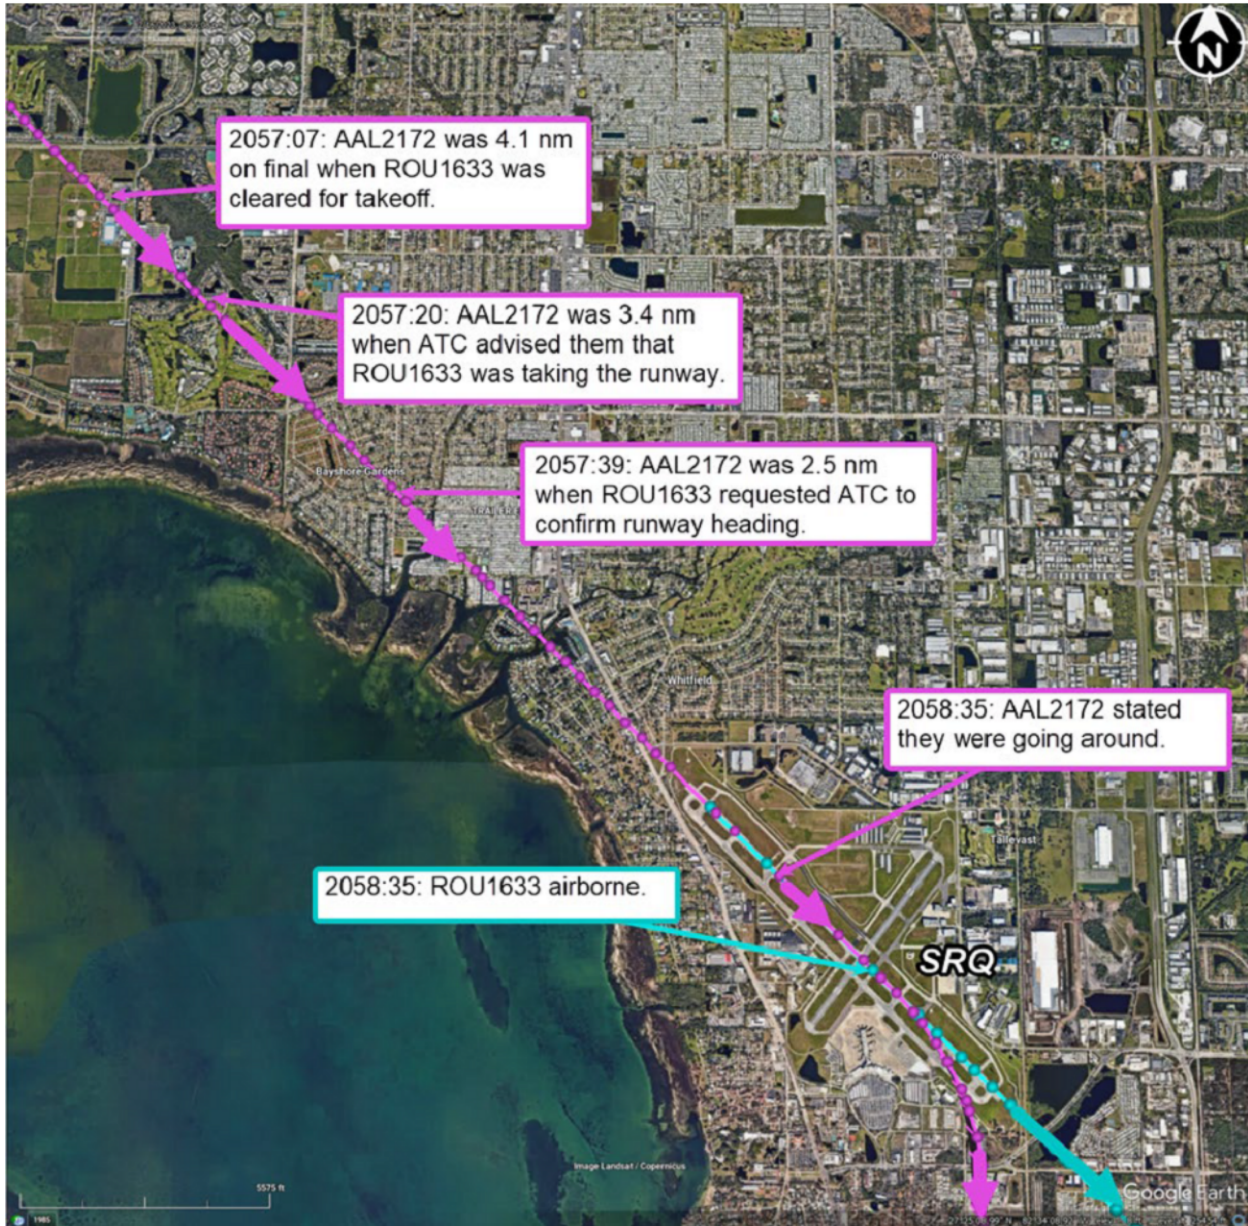 N
2057:07: AAL2172 was 4.1 nm
on final when ROU1633 was
cleared for takeoff.
Oneco
2057:20: AAL2172 was 3.4 nm
when ATC advised them that
ROU1633 was taking the runway.
Bayshore Gardens
2057:39: AAL2172 was 2.5 nm
when ROU1633 requested ATC to
confirm runway heading.
Whitfield
2058:35: AAL2172 stated
they were going around.
Tallevast
2058:35: ROU1633 airborne.
SRQ
Image Landsat / Copernicus
5575 ft
Google Earth
1985